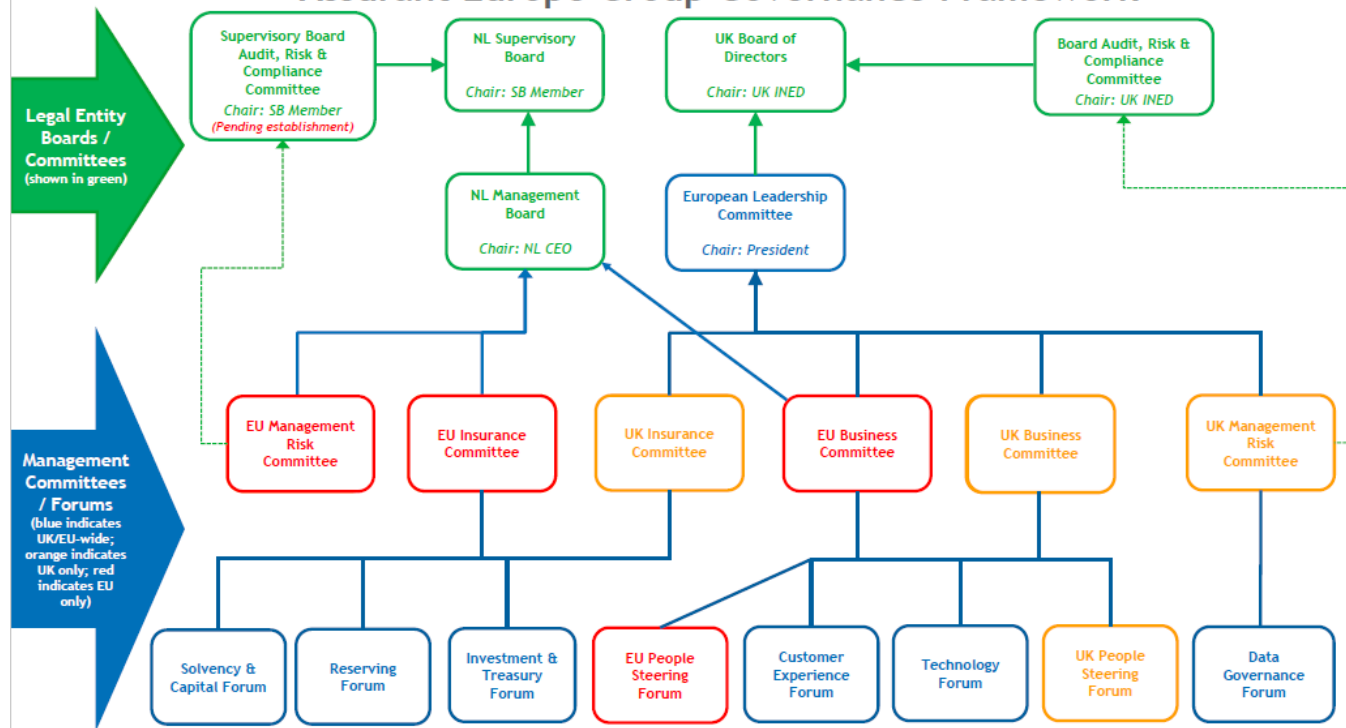 Assurant Europe Group Governance Framework
Supervisory Board
Audit, Risk &
Compliance
Committee
Chair: SB Member
(Pending establishment)
NL Supervisory
Board
Chair: SB Member
UK Board of
Directors
Chair: UK INED
Board Audit, Risk &
Compliance
Committee
Chair: UK INED
Legal Entity
Boards /
Committees
(shown in green)
NL Management
Board
Chair: NL CEO
European Leadership
Committee
Chair: President
Management
Committees
/ Forums
(blue indicates
UK/EU-wide;
orange indicates
UK only; red
indicates EU
only)
EU Management
Risk
Committee
EU Insurance
Committee
UK Insurance
Committee
EU Business
Committee
UK Business
Committee
UK Management
Risk
Committee
Solvency &
Capital Forum
Reserving
Forum
Investment &
Treasury
Forum
EU People
Steering Forum
Customer
Experience
Forum
Technology
Forum
UK People
Steering Forum
Data
Governance
Forum